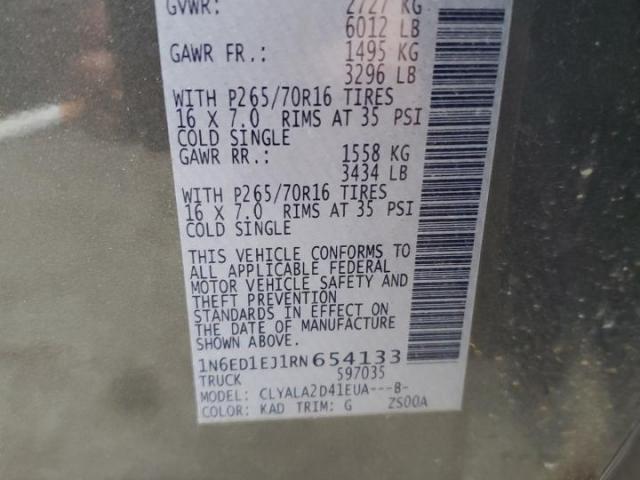 GVWR: 2727 KG
6012 LB
GAWR FR.: 1495 KG
3296 LB
WITH P265/70R16 TIRES
16 X 7.0 RIMS AT 35 PSI
COLD SINGLE
GAWR RR.: 1558 KG
3434 LB
WITH P265/70R16 TIRES
16 X 7.0 RIMS AT 35 PSI
COLD SINGLE
THIS VEHICLE CONFORMS TO
ALL APPLICABLE FEDERAL
MOTOR VEHICLE SAFETY AND
THEFT PREVENTION
STANDARDS IN EFFECT ON
THE DATE OF MANUFACTURE
SHOWN ABOVE.
1N6ED1EJ1RN654133
TRUCK 597035
MODEL: CLYALA2D41EUA---B-
COLOR: KAD TRIM: G ZS00A